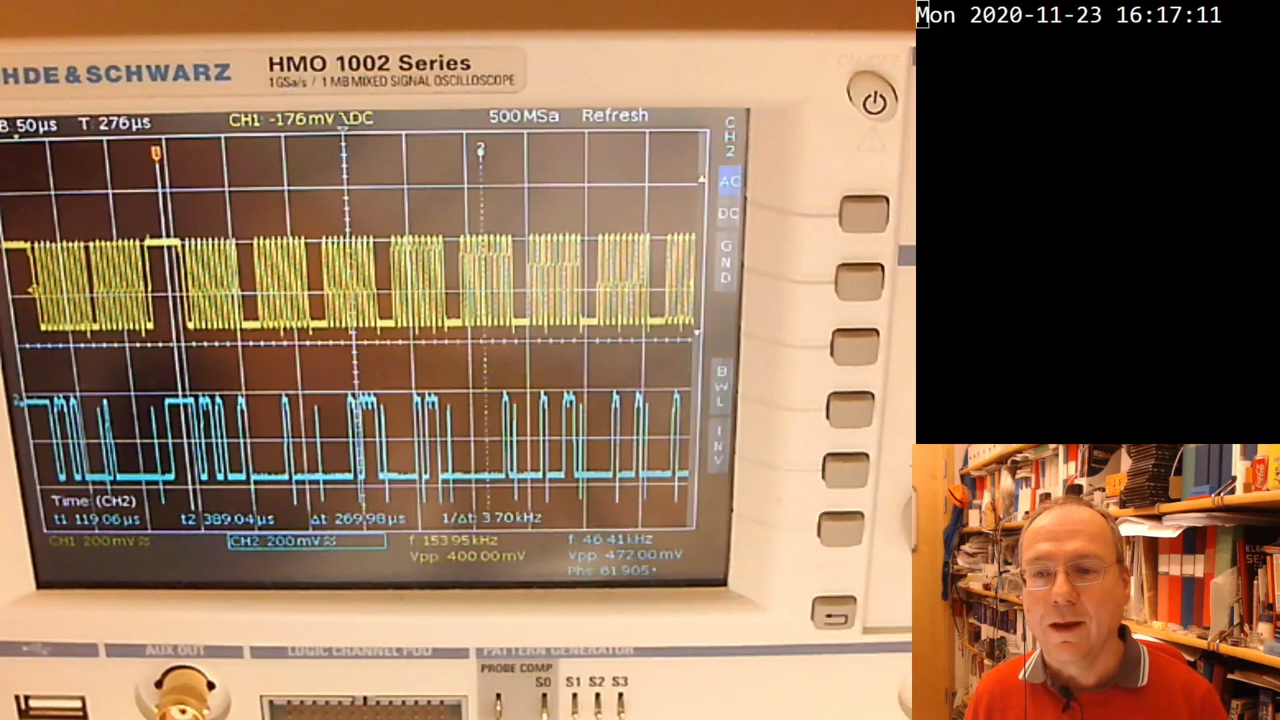 Mon 2020-11-23 16:17:11
HDE&SCHWARZ
HMO 1002 Series
1GSa/s / 1 MB MIXED SIGNAL OSCILLOSCOPE
B: 50µs T: 276µs CH1: -176mV \DC 500MSa Refresh
CH2
AC
DC
GND
BWL
INV
2
2
Time: (CH2)
t1 119.06µs t2 389.04µs Δt: 269.98µs 1/Δt: 3.70kHz
CH1: 200mV CH2: 200mV f: 153.95kHz f: 46.41kHz
Vpp: 400.00mV Vpp: 472.00mV
Phs: 61.905°
AUX OUT LOGIC CHANNEL POD PATTERN GENERATOR
PROBE COMP
S0 S1 S2 S3